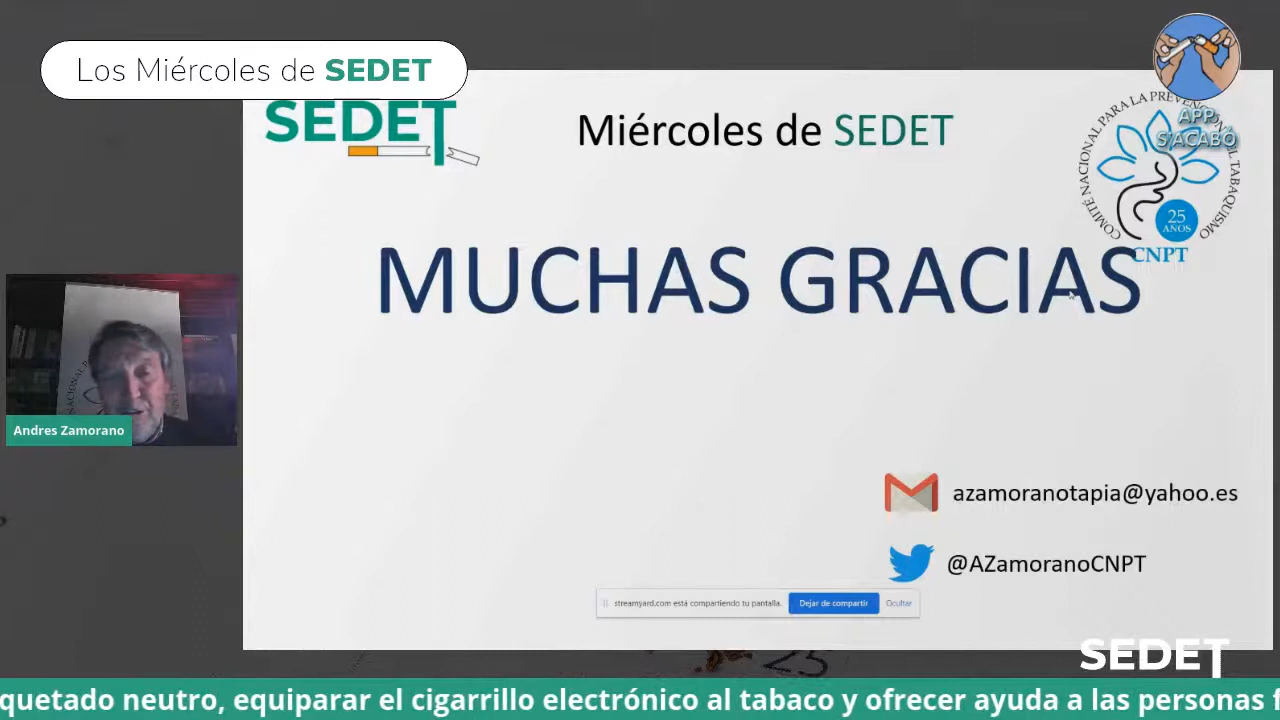 Los Miércoles de SEDET
SEDET
Miércoles de SEDET
APP
S'ACABÓ
COMITÉ NACIONAL PARA LA PREVENCIÓN DEL TABAQUISMO
25
AÑOS
CNPT
MUCHAS GRACIAS
Andres Zamorano
azamoranotapia@yahoo.es
@AZamoranoCNPT
streamyard.com está compartiendo tu pantalla.
Dejar de compartir
Ocultar
SEDET
quetado neutro, equiparar el cigarrillo electrónico al tabaco y ofrecer ayuda a las personas f